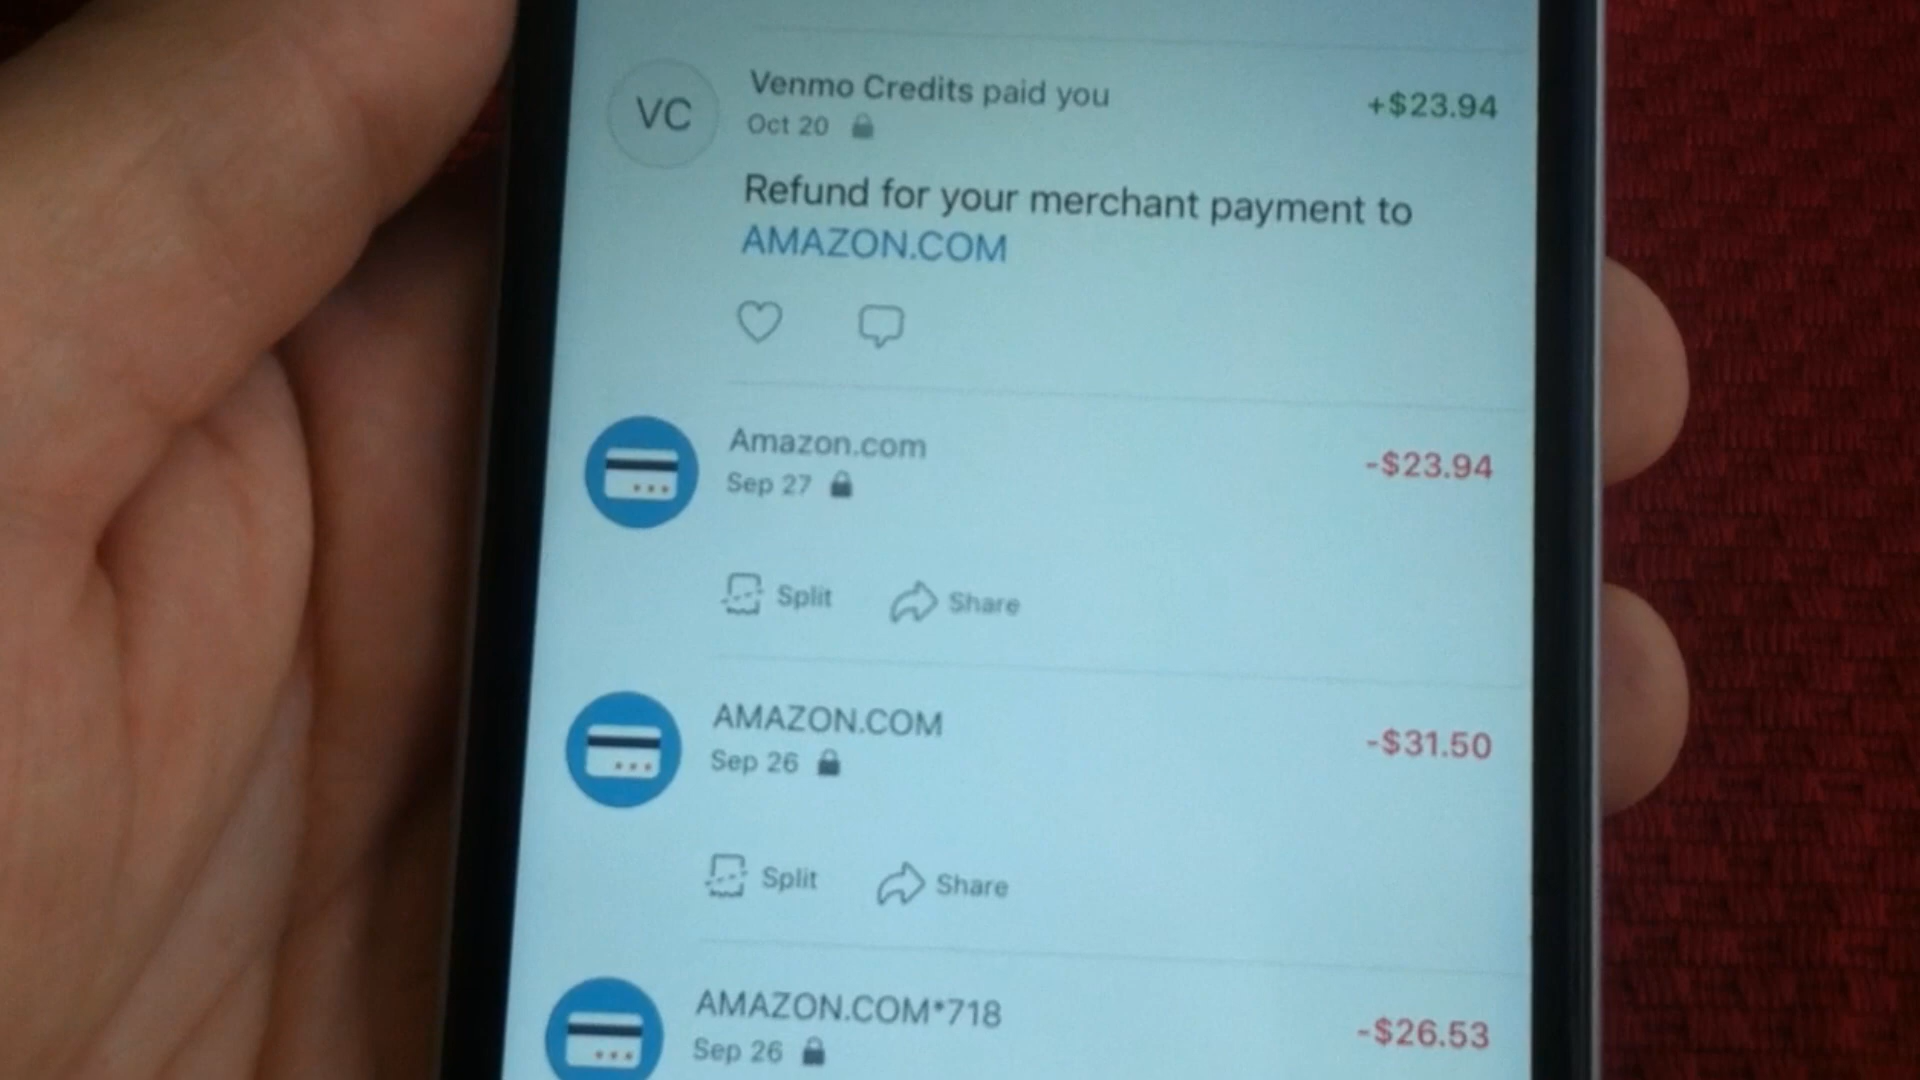 VC
Venmo Credits paid you
+$23.94
Oct 20
Refund for your merchant payment to
AMAZON.COM
Amazon.com
-$23.94
Sep 27
Split
Share
AMAZON.COM
-$31.50
Sep 26
Split
Share
AMAZON.COM*718
-$26.53
Sep 26